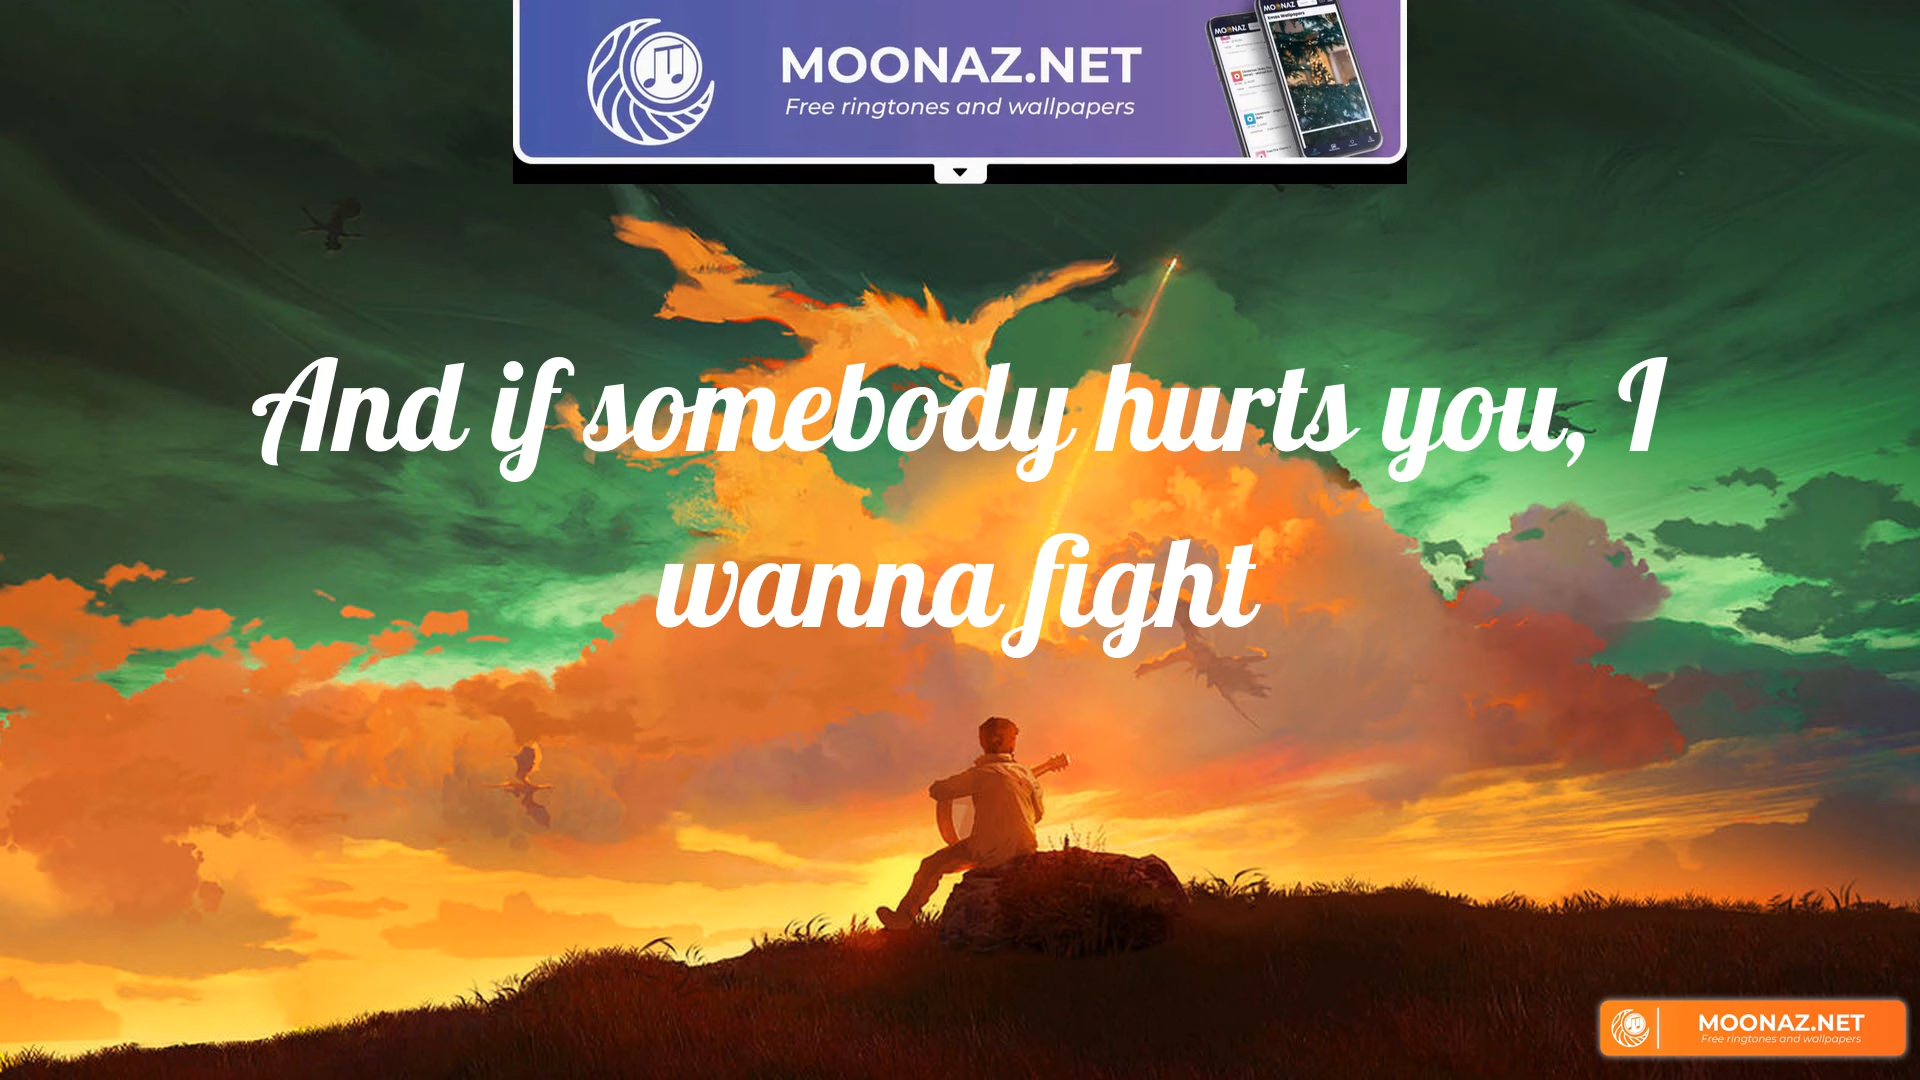 MOONAZ.NET
Free ringtones and wallpapers
And if somebody hurts you, I
wanna fight
MOONAZ.NET
Free ringtones and wallpapers